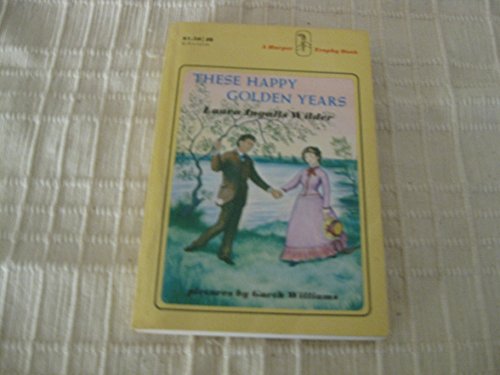 A Harper Trophy Book
THESE HAPPY
GOLDEN YEARS
Laura Ingalls Wilder
pictures by Garth Williams